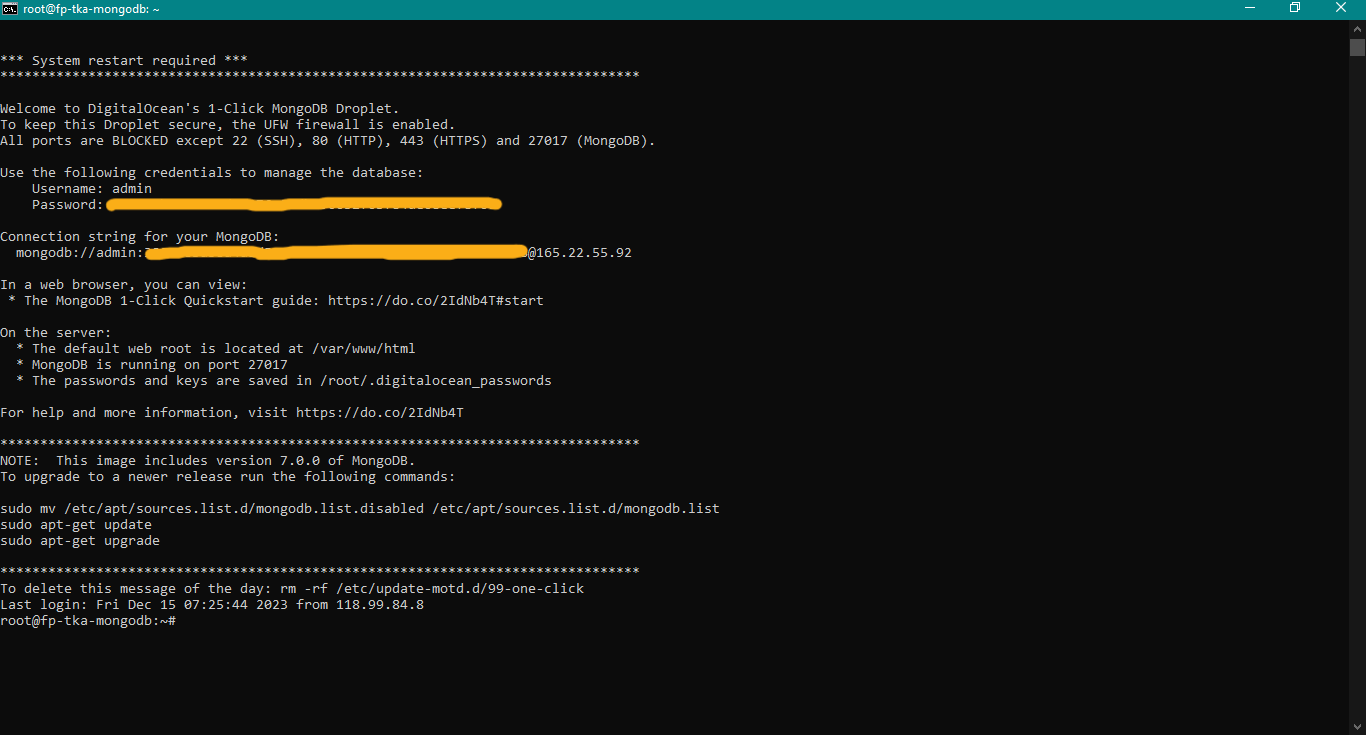 root@fp-tka-mongodb: ~
*** System restart required ***
********************************************************************************
Welcome to DigitalOcean's 1-Click MongoDB Droplet.
To keep this Droplet secure, the UFW firewall is enabled.
All ports are BLOCKED except 22 (SSH), 80 (HTTP), 443 (HTTPS) and 27017 (MongoDB).
Use the following credentials to manage the database:
Username: admin
Password:
Connection string for your MongoDB:
mongodb://admin:@165.22.55.92
In a web browser, you can view:
* The MongoDB 1-Click Quickstart guide: https://do.co/2IdNb4T#start
On the server:
* The default web root is located at /var/www/html
* MongoDB is running on port 27017
* The passwords and keys are saved in /root/.digitalocean_passwords
For help and more information, visit https://do.co/2IdNb4T
********************************************************************************
NOTE:  This image includes version 7.0.0 of MongoDB.
To upgrade to a newer release run the following commands:
sudo mv /etc/apt/sources.list.d/mongodb.list.disabled /etc/apt/sources.list.d/mongodb.list
sudo apt-get update
sudo apt-get upgrade
********************************************************************************
To delete this message of the day: rm -rf /etc/update-motd.d/99-one-click
Last login: Fri Dec 15 07:25:44 2023 from 118.99.84.8
root@fp-tka-mongodb:~#